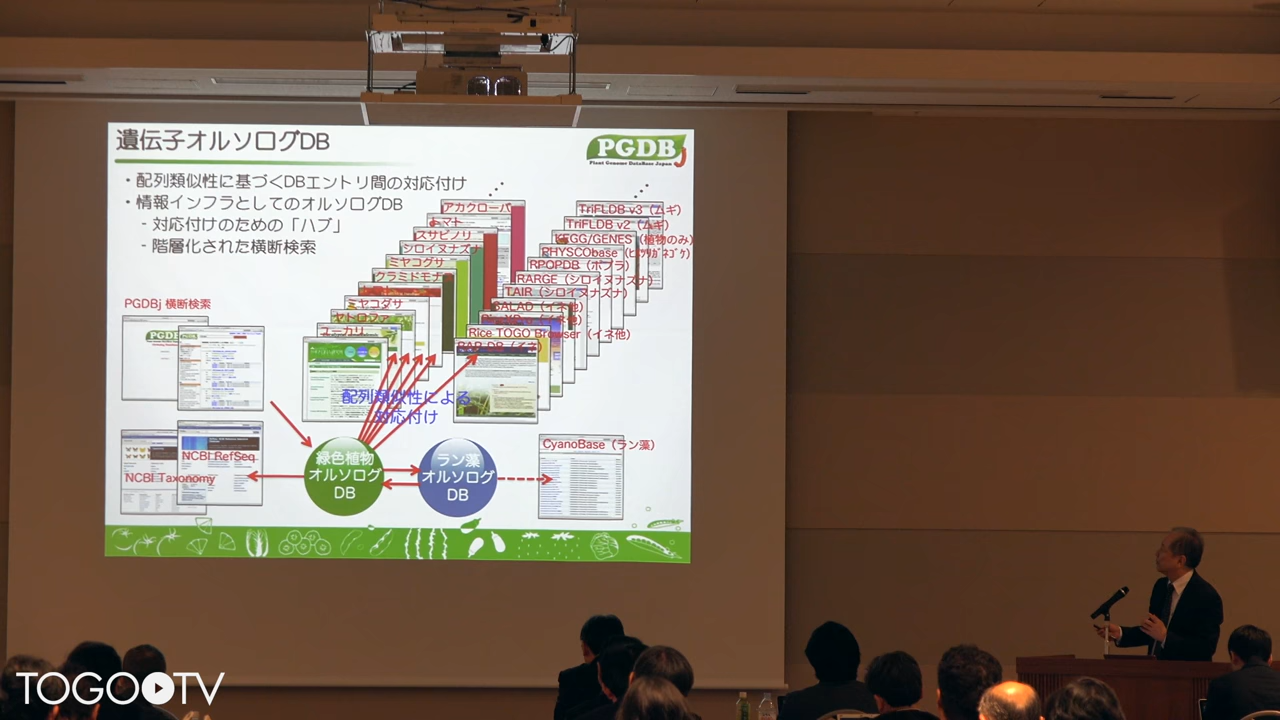 遺伝子オルソログDB
PGDBj
Plant Genome DataBase Japan
・配列類似性に基づくDBエントリ間の対応付け
・情報インフラとしてのオルソログDB
- 対応付けのための「ハブ」
- 階層化された横断検索
アカクローバ
トマト
スサビノリ
シロイヌナズナ
ミヤコグサ
クラミドモナ
ミヤコダサ
ヤトロファ
ユーカリ
TriFLDB v3（ムギ）
TriFLDB v2（ムギ）
KEGG/GENES（植物のみ）
PHYSCObase（ヒメツリガネゴケ）
RPOPDB（ポプラ）
RARGE（シロイヌナズナ）
TAIR（シロイヌナズナ）
SALAD（イネ他）
Rice TOGO Browser（イネ他）
RAP-DB（イネ）
PGDBj 横断検索
配列類似性による
対応付け
NCBI RefSeq
NCBI Taxonomy
緑色植物
オルソログ
DB
ラン藻
オルソログ
DB
CyanoBase（ラン藻）
TOGO TV